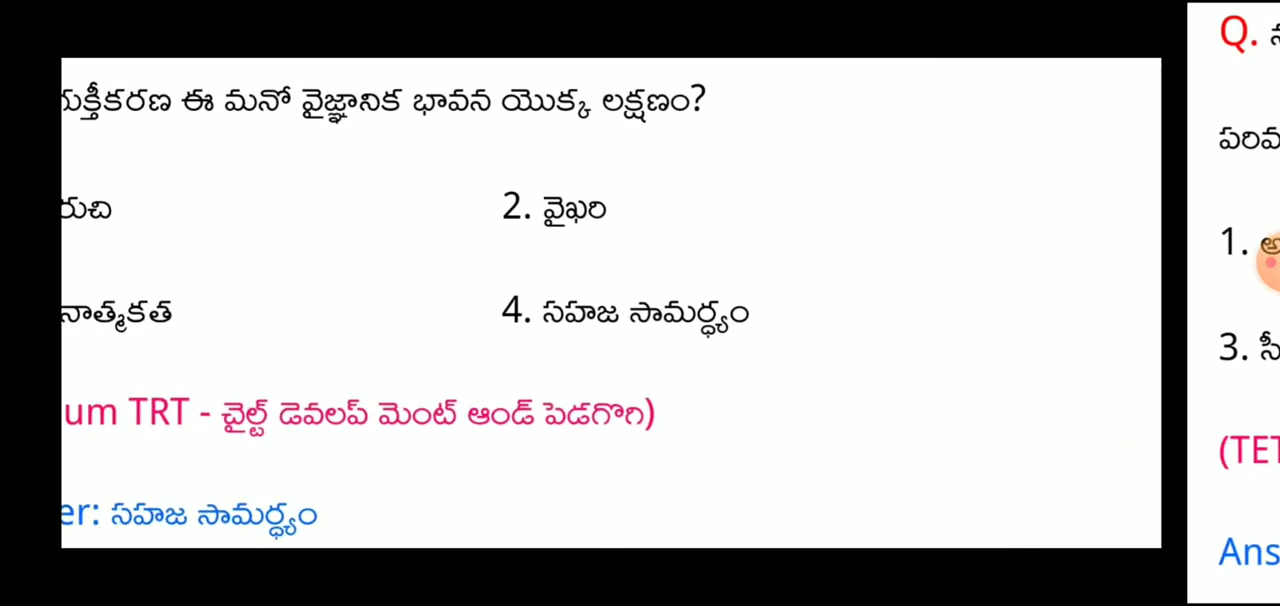 గుక్తీకరణ ఈ మనో వైజ్ఞానిక భావన యొక్క లక్షణం?
రుచి
2. వైఖరి
నాత్మకత
4. సహజ సామర్థ్యం
um TRT - చైల్డ్ డెవలప్ మెంట్ ఆండ్ పెడగొగి)
er: సహజ సామర్థ్యం
Q.
పరివ
1. అ
3. సీ
(TET
Ans